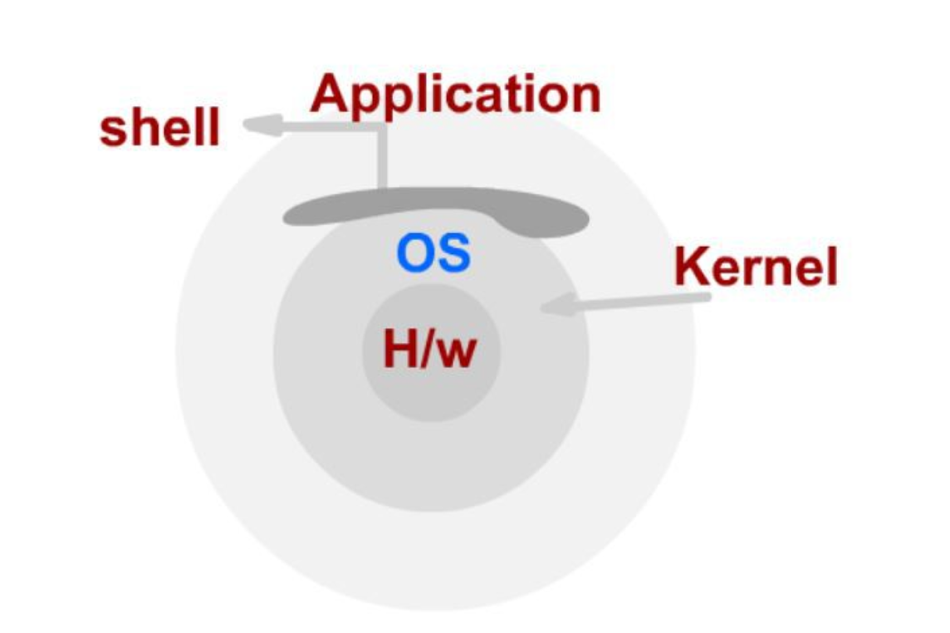 Application
shell
OS
Kernel
H/w